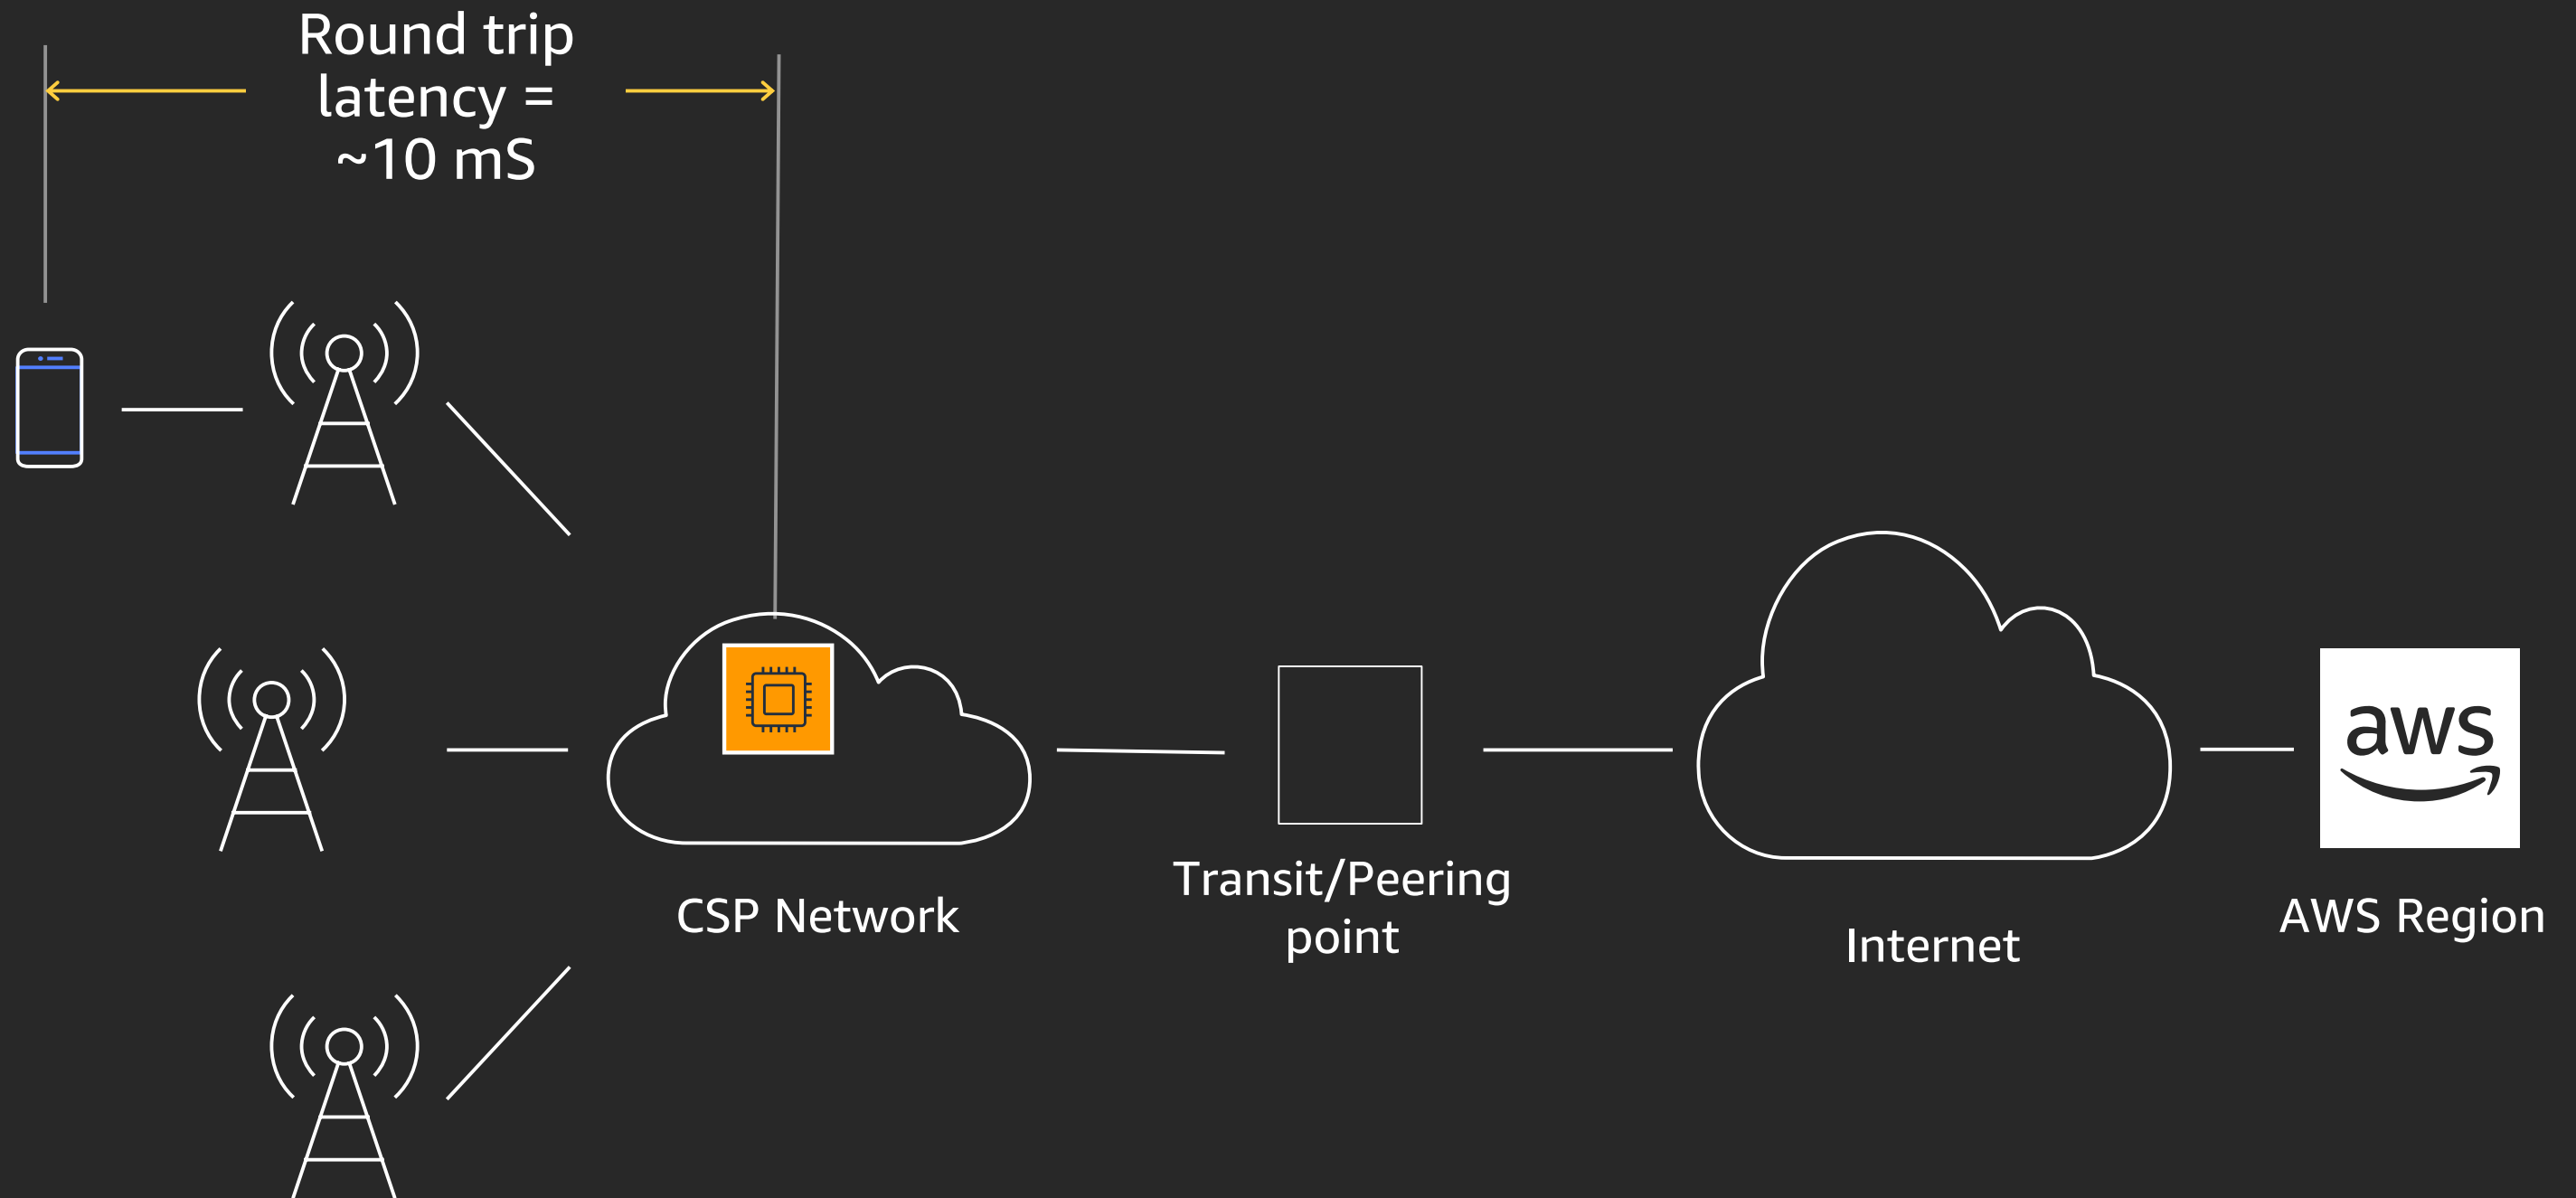 Round trip
latency =
~10 mS
CSP Network
Transit/Peering
point
Internet
aws
AWS Region